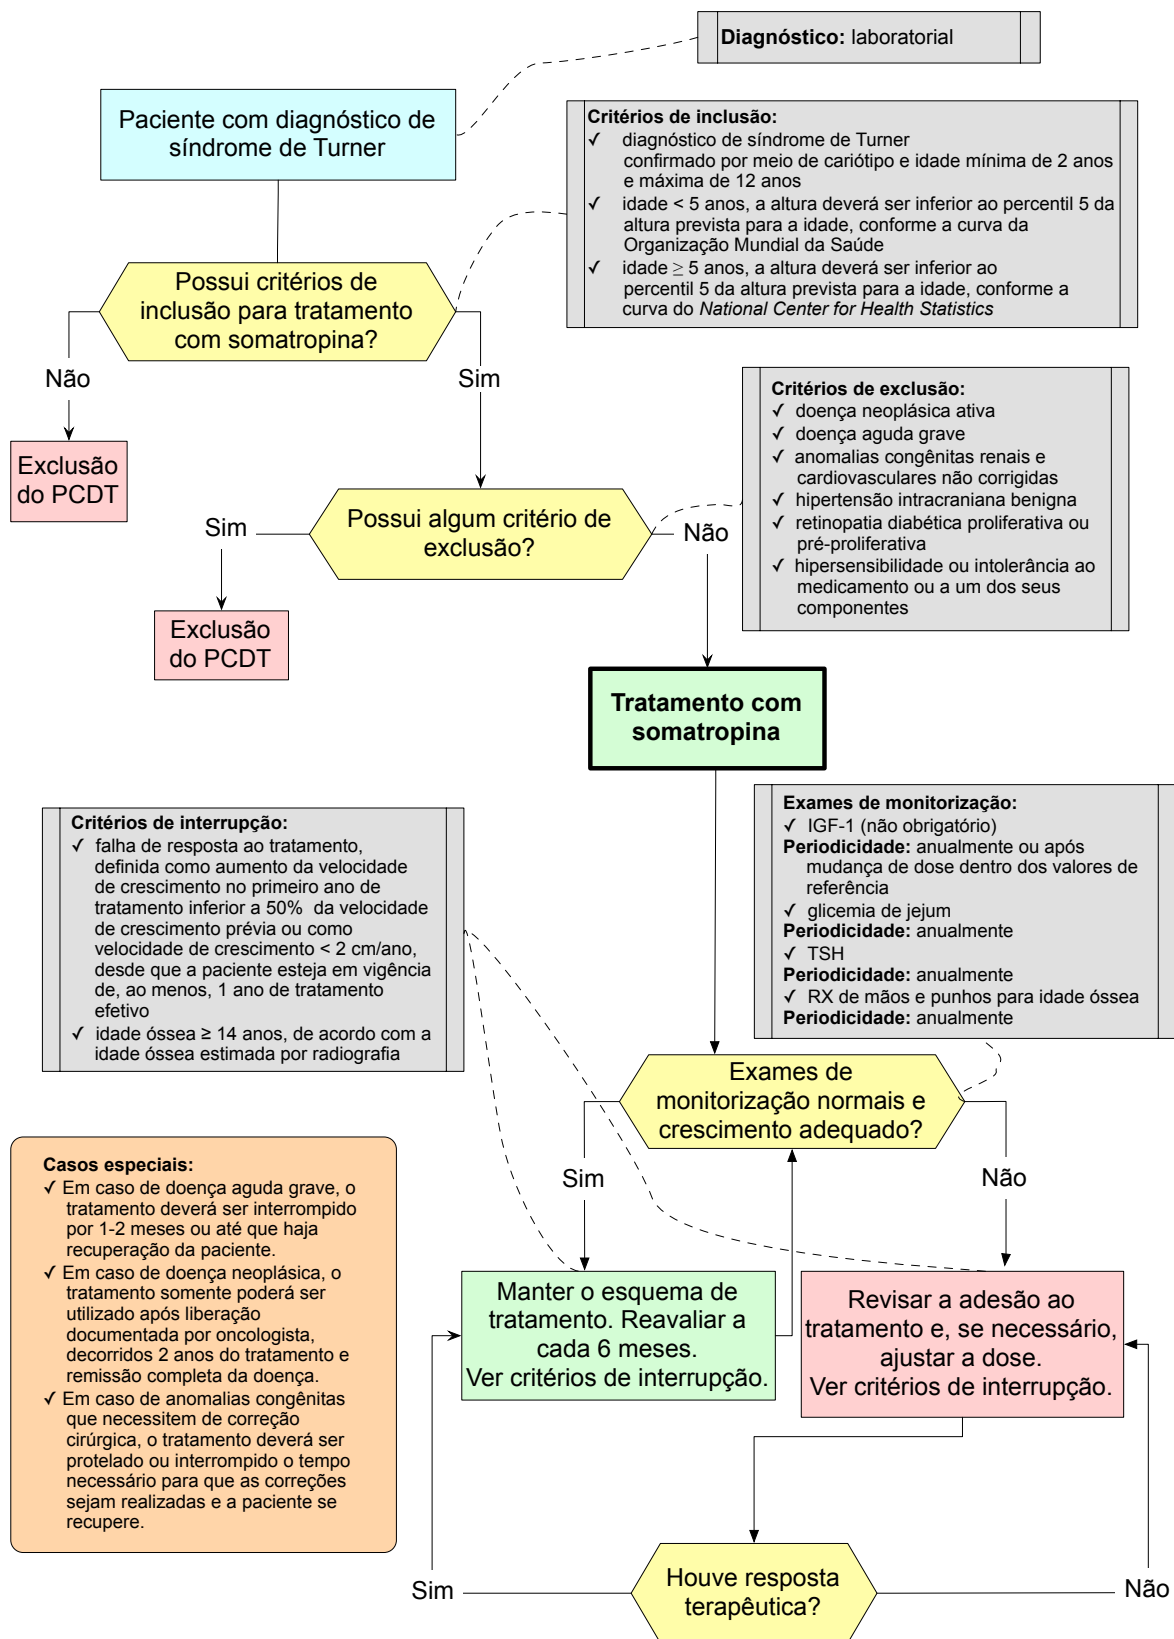 Diagnóstico: laboratorial
Paciente com diagnóstico de
síndrome de Turner
Critérios de inclusão:
✓ diagnóstico de síndrome de Turner
confirmado por meio de cariótipo e idade mínima de 2 anos
e máxima de 12 anos
✓ idade < 5 anos, a altura deverá ser inferior ao percentil 5 da
altura prevista para a idade, conforme a curva da
Organização Mundial da Saúde
✓ idade ≥ 5 anos, a altura deverá ser inferior ao
percentil 5 da altura prevista para a idade, conforme a
curva do National Center for Health Statistics
Possui critérios de
inclusão para tratamento
com somatropina?
Não
Sim
Exclusão
do PCDT
Critérios de exclusão:
✓ doença neoplásica ativa
✓ doença aguda grave
✓ anomalias congênitas renais e
cardiovasculares não corrigidas
✓ hipertensão intracraniana benigna
✓ retinopatia diabética proliferativa ou
pré-proliferativa
✓ hipersensibilidade ou intolerância ao
medicamento ou a um dos seus
componentes
Possui algum critério de
exclusão?
Sim
Não
Exclusão
do PCDT
Tratamento com
somatropina
Critérios de interrupção:
✓ falha de resposta ao tratamento,
definida como aumento da velocidade
de crescimento no primeiro ano de
tratamento inferior a 50% da velocidade
de crescimento prévia ou como
velocidade de crescimento < 2 cm/ano,
desde que a paciente esteja em vigência
de, ao menos, 1 ano de tratamento
efetivo
✓ idade óssea ≥ 14 anos, de acordo com a
idade óssea estimada por radiografia
Exames de monitorização:
✓ IGF-1 (não obrigatório)
Periodicidade: anualmente ou após
mudança de dose dentro dos valores de
referência
✓ glicemia de jejum
Periodicidade: anualmente
✓ TSH
Periodicidade: anualmente
✓ RX de mãos e punhos para idade óssea
Periodicidade: anualmente
Exames de
monitorização normais e
crescimento adequado?
Sim
Não
Casos especiais:
✓ Em caso de doença aguda grave, o
tratamento deverá ser interrompido
por 1-2 meses ou até que haja
recuperação da paciente.
✓ Em caso de doença neoplásica, o
tratamento somente poderá ser
utilizado após liberação
documentada por oncologista,
decorridos 2 anos do tratamento e
remissão completa da doença.
✓ Em caso de anomalias congênitas
que necessitem de correção
cirúrgica, o tratamento deverá ser
protelado ou interrompido o tempo
necessário para que as correções
sejam realizadas e a paciente se
recupere.
Manter o esquema de
tratamento. Reavaliar a
cada 6 meses.
Ver critérios de interrupção.
Revisar a adesão ao
tratamento e, se necessário,
ajustar a dose.
Ver critérios de interrupção.
Houve resposta
terapêutica?
Sim
Não